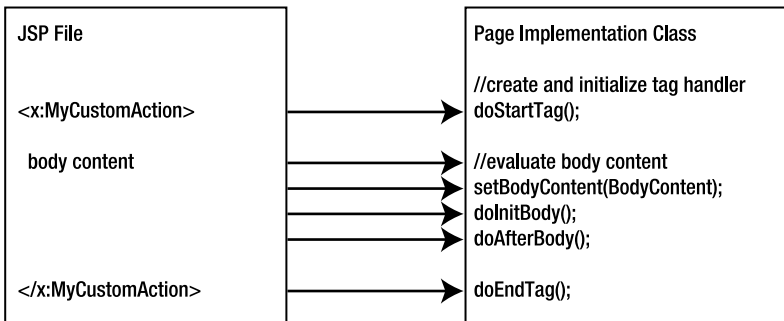 JSP File
Page Implementation Class
//create and initialize tag handler
<x:MyCustomAction>
doStartTag();
body content
//evaluate body content
setBodyContent(BodyContent);
doInitBody();
doAfterBody();
</x:MyCustomAction>
doEndTag();